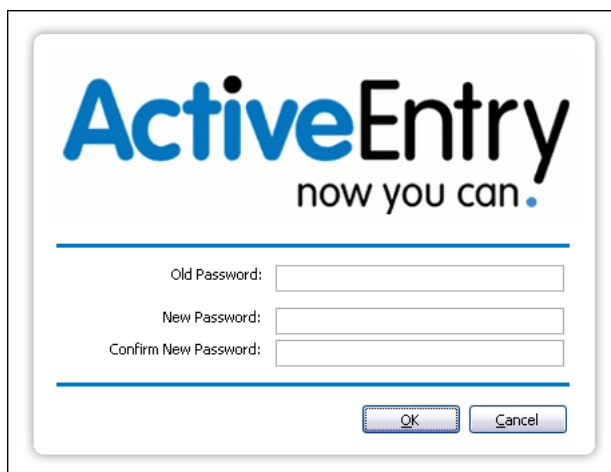 ActiveEntry
now you can.
Old Password:
New Password:
Confirm New Password:
OK Cancel